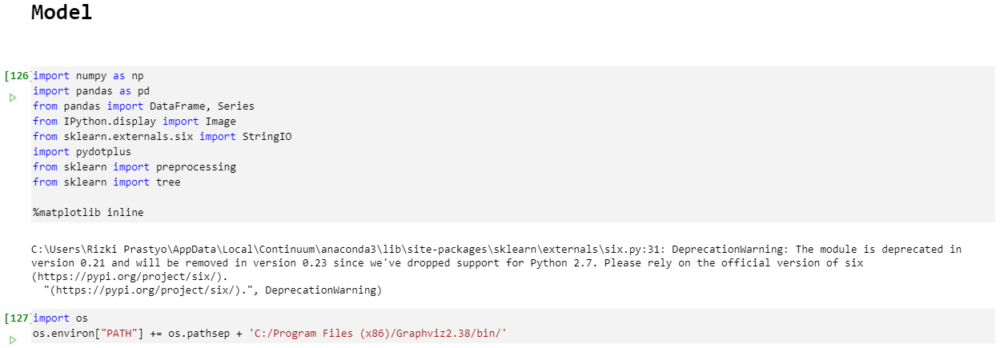 Model
[126]
import numpy as np
import pandas as pd
from pandas import DataFrame, Series
from IPython.display import Image
from sklearn.externals.six import StringIO
import pydotplus
from sklearn import preprocessing
from sklearn import tree
%matplotlib inline
C:\Users\Rizki Prastyo\AppData\Local\Continuum\anaconda3\lib\site-packages\sklearn\externals\six.py:31: DeprecationWarning: The module is deprecated in
version 0.21 and will be removed in version 0.23 since we've dropped support for Python 2.7. Please rely on the official version of six
(https://pypi.org/project/six/).
"(https://pypi.org/project/six/).", DeprecationWarning)
[127]
import os
os.environ["PATH"] += os.pathsep + 'C:/Program Files (x86)/Graphviz2.38/bin/'